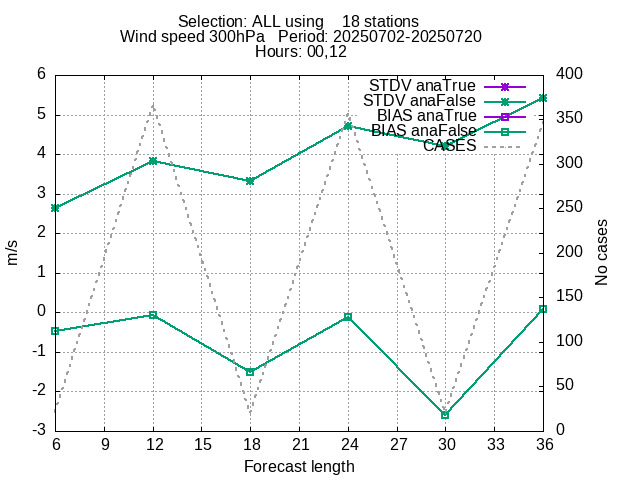 Selection: ALL using    18 stations
Wind speed 300hPa   Period: 20250702-20250720
Hours: 00,12
STDV anaTrue
STDV anaFalse
BIAS anaTrue
BIAS anaFalse
CASES
6
5
4
3
2
1
0
-1
-2
-3
m/s
400
350
300
250
200
150
100
50
0
No cases
6 9 12 15 18 21 24 27 30 33 36
Forecast length